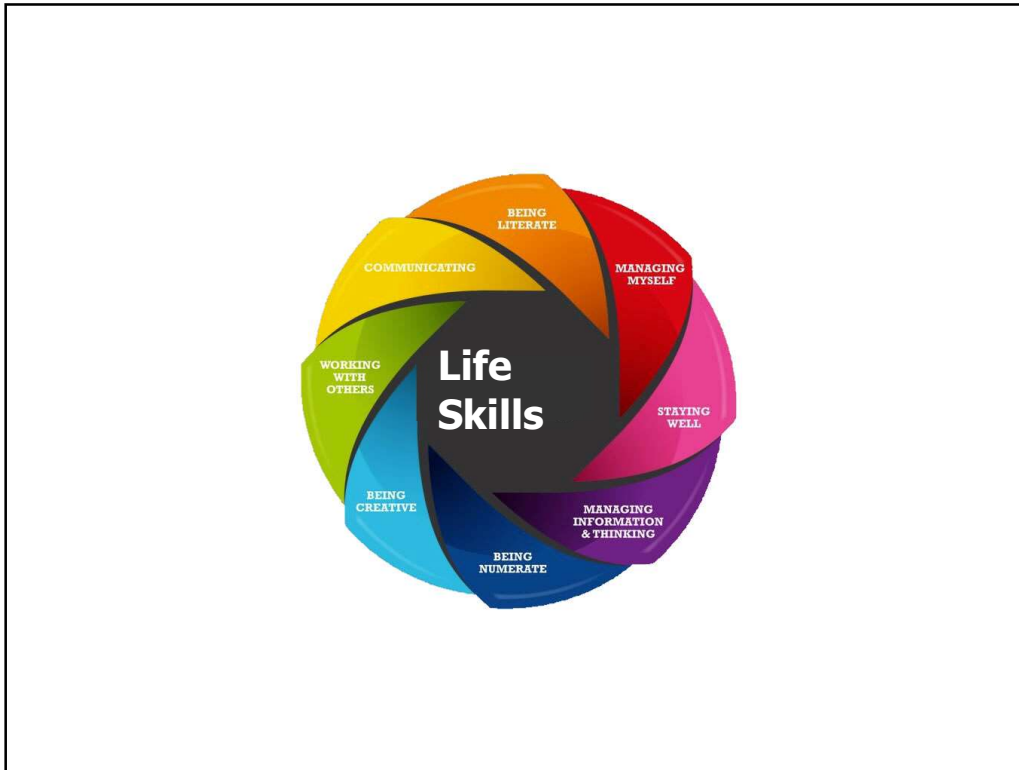 BEING
LITERATE
MANAGING
MYSELF
COMMUNICATING
Life
Skills
WORKING
WITH
OTHERS
STAYING
WELL
BEING
CREATIVE
MANAGING
INFORMATION
& THINKING
BEING
NUMERATE